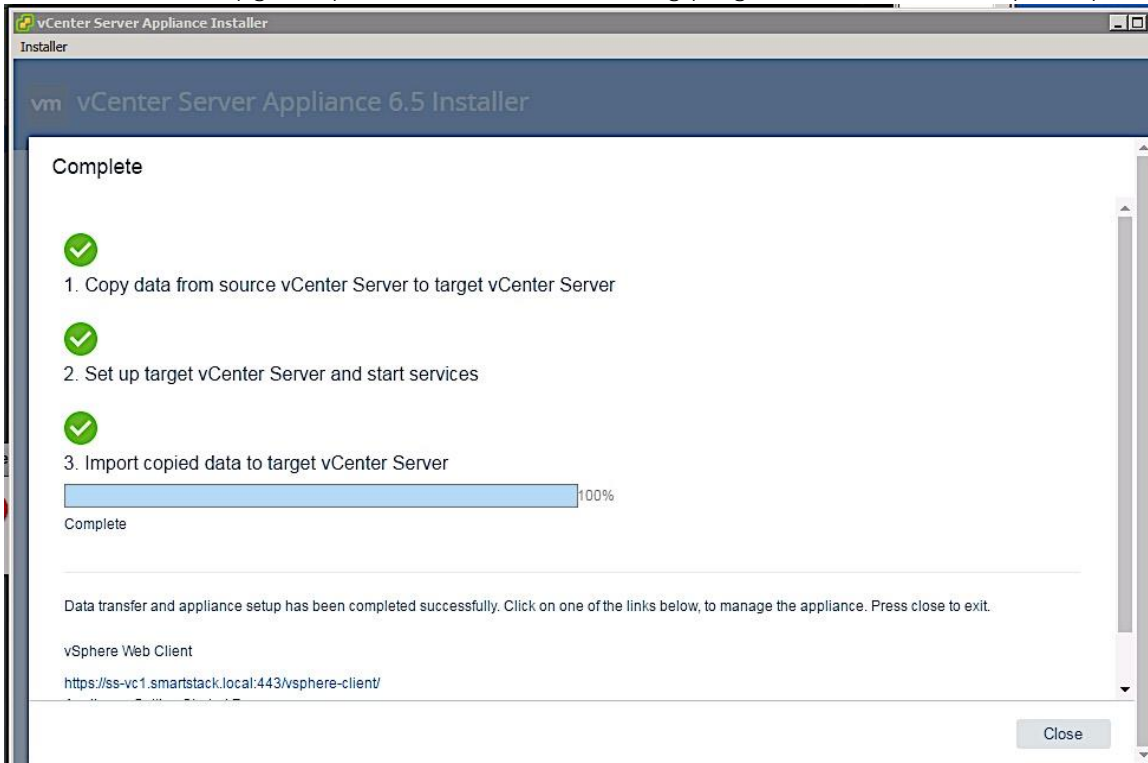 vCenter Server Appliance Installer
Installer
vm vCenter Server Appliance 6.5 Installer
Complete
1. Copy data from source vCenter Server to target vCenter Server
2. Set up target vCenter Server and start services
3. Import copied data to target vCenter Server
100%
Complete
Data transfer and appliance setup has been completed successfully. Click on one of the links below, to manage the appliance. Press close to exit.
vSphere Web Client
https://ss-vc1.smartstack.local:443/vsphere-client/
Close